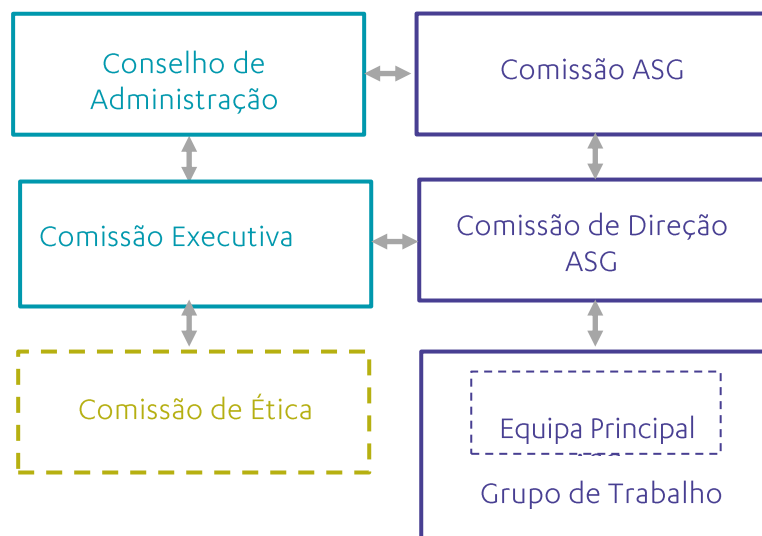 Conselho de
Administração
Comissão ASG
Comissão Executiva
Comissão de Direção
ASG
Comissão de Ética
Equipa Principal
Grupo de Trabalho